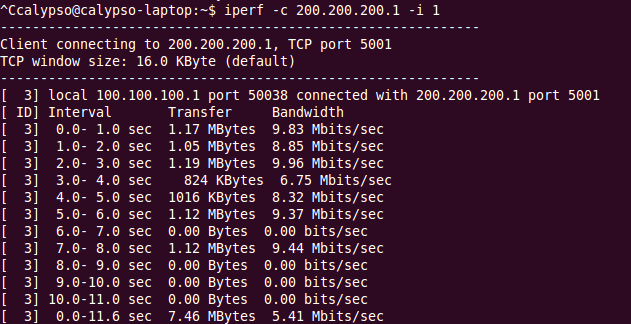 ^Ccalypso@calypso-laptop:~$ iperf -c 200.200.200.1 -i 1
------------------------------------------------------------
Client connecting to 200.200.200.1, TCP port 5001
TCP window size: 16.0 KByte (default)
------------------------------------------------------------
[  3] local 100.100.100.1 port 50038 connected with 200.200.200.1 port 5001
[ ID] Interval       Transfer     Bandwidth
[  3]  0.0- 1.0 sec  1.17 MBytes  9.83 Mbits/sec
[  3]  1.0- 2.0 sec  1.05 MBytes  8.85 Mbits/sec
[  3]  2.0- 3.0 sec  1.19 MBytes  9.96 Mbits/sec
[  3]  3.0- 4.0 sec    824 KBytes  6.75 Mbits/sec
[  3]  4.0- 5.0 sec  1016 KBytes  8.32 Mbits/sec
[  3]  5.0- 6.0 sec  1.12 MBytes  9.37 Mbits/sec
[  3]  6.0- 7.0 sec  0.00 Bytes  0.00 bits/sec
[  3]  7.0- 8.0 sec  1.12 MBytes  9.44 Mbits/sec
[  3]  8.0- 9.0 sec  0.00 Bytes  0.00 bits/sec
[  3]  9.0-10.0 sec  0.00 Bytes  0.00 bits/sec
[  3] 10.0-11.0 sec  0.00 Bytes  0.00 bits/sec
[  3]  0.0-11.6 sec  7.46 MBytes  5.41 Mbits/sec